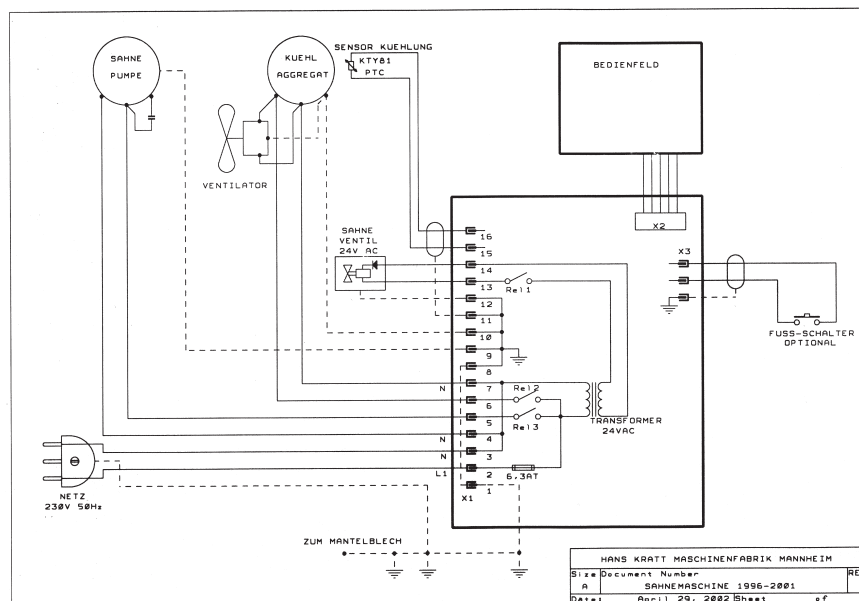 SAHNE
PUMPE
KUEHL
AGGREGAT
SENSOR KUEHLUNG
KTY81
PTC
BEDIENFELD
VENTILATOR
SAHNE
VENTIL
24V AC
X2
X3
16
15
14
13
Rel1
12
11
10
9
8
N
7
Rel2
6
5
Rel3
N
4
N
3
L1
2
6,3AT
X1
1
TRANSFORMER
24VAC
FUSS-SCHALTER
OPTIONAL
NETZ
230V 50Hz
ZUM MANTELBLECH
HANS KRATT MASCHINENFABRIK MANNHEIM
Size Document Number RE
A SAHNEMASCHINE 1996-2001
Date: April 29, 2002 Sheet of